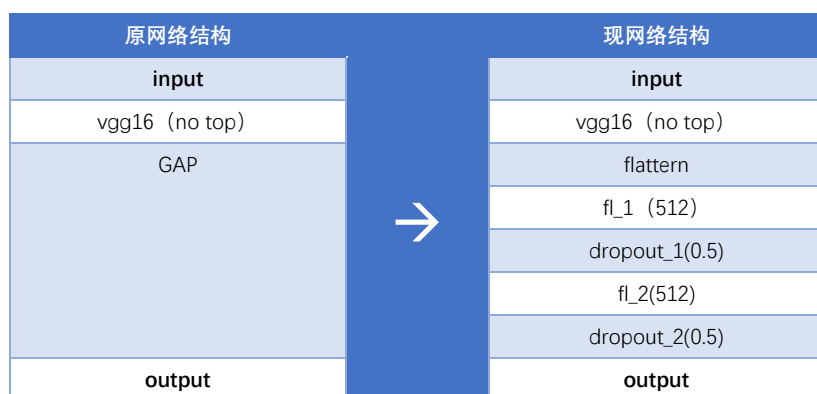 原网络结构
现网络结构
input
input
vgg16（no top）
vgg16（no top）
GAP
flattern
→
fl_1（512）
dropout_1(0.5)
fl_2(512)
dropout_2(0.5)
output
output